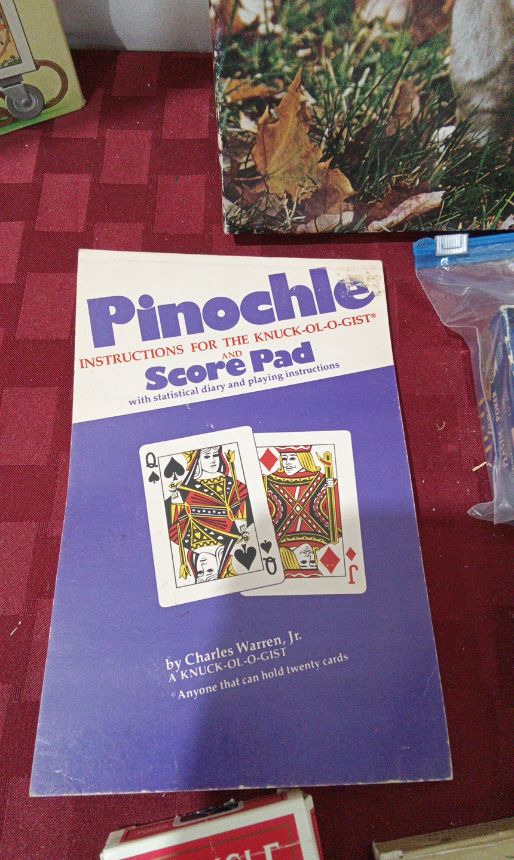 Pinochle
INSTRUCTIONS FOR THE KNUCK-OL-O-GIST*
AND
Score Pad
with statistical diary and playing instructions
Q
Q
J
by Charles Warren, Jr.
A KNUCK-OL-O-GIST
*Anyone that can hold twenty cards